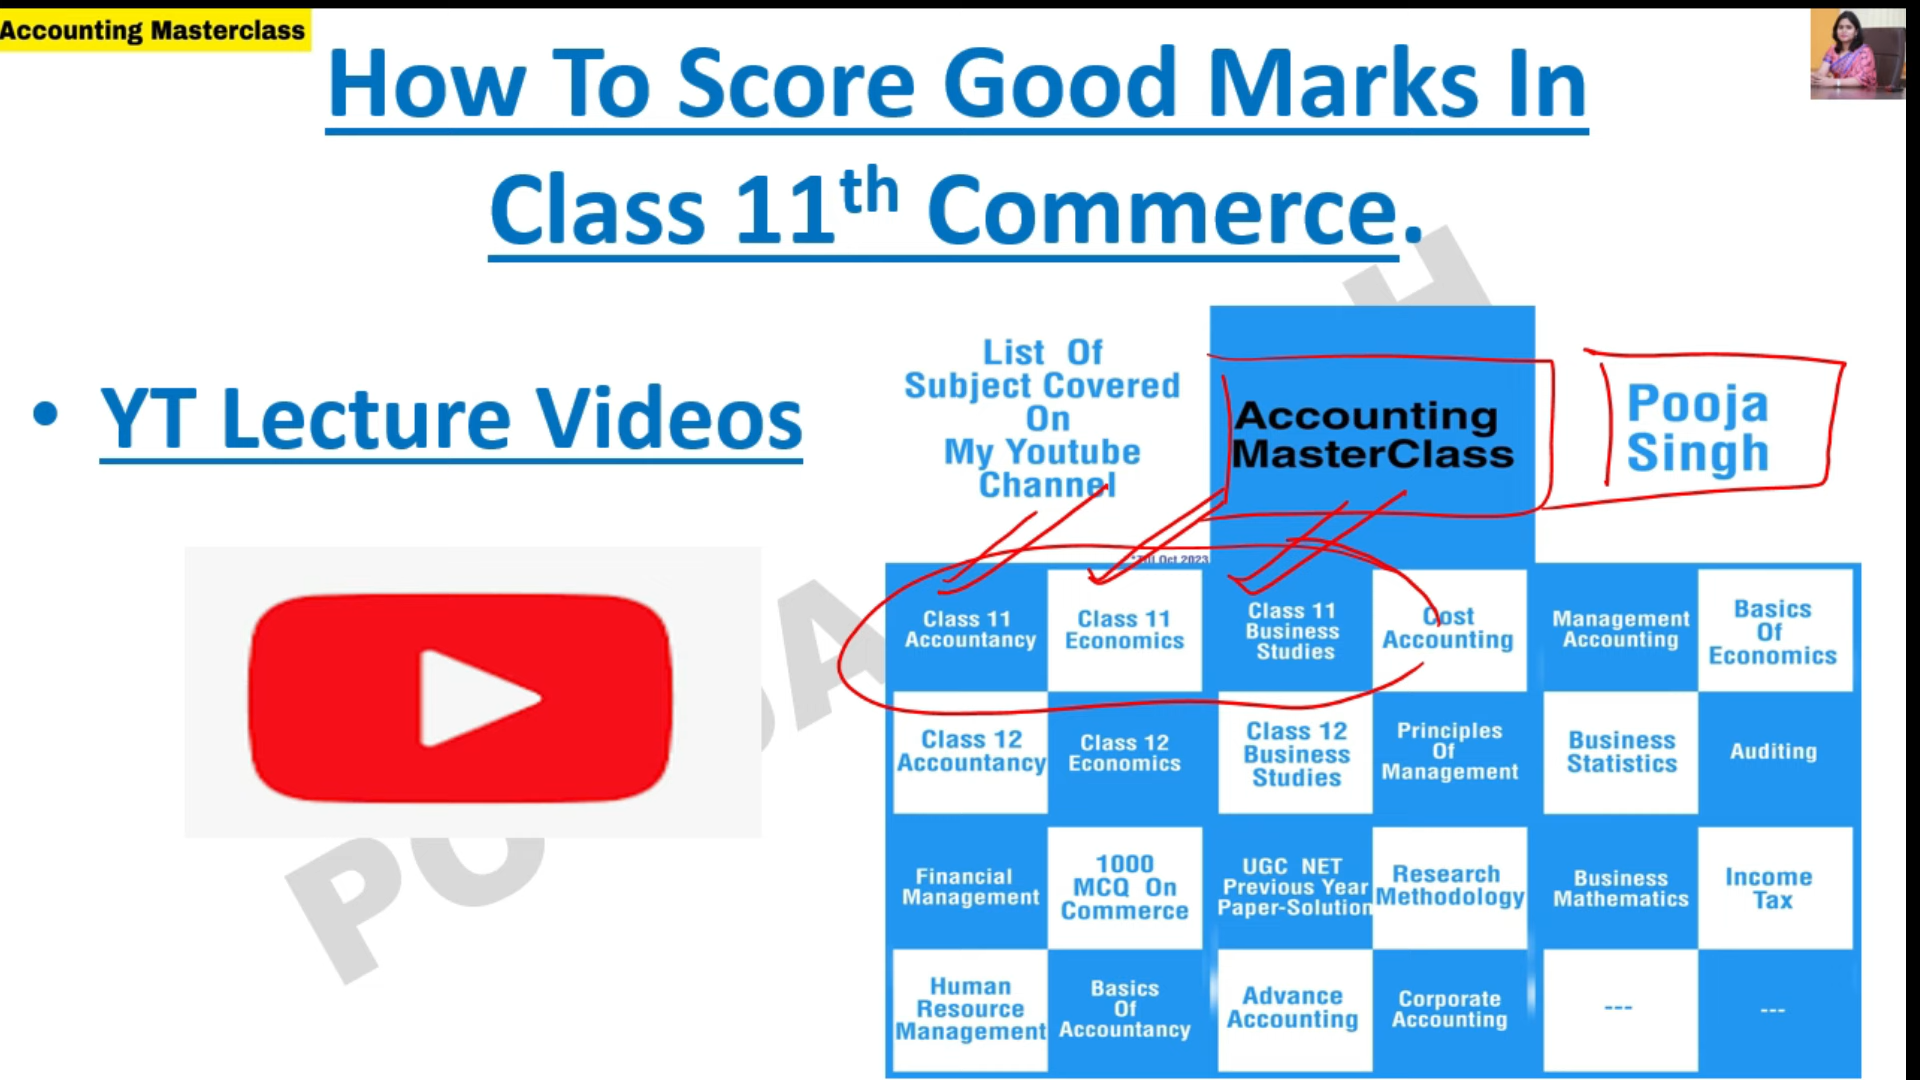 Accounting Masterclass
How To Score Good Marks In
Class 11th Commerce.
• YT Lecture Videos
List Of
Subject Covered
On
My Youtube
Channel
Accounting
MasterClass
Pooja
Singh
*Till Oct 2023
Class 11
Accountancy
Class 11
Economics
Class 11
Business
Studies
Cost
Accounting
Management
Accounting
Basics
Of
Economics
Class 12
Accountancy
Class 12
Economics
Class 12
Business
Studies
Principles
Of
Management
Business
Statistics
Auditing
Financial
Management
1000
MCQ On
Commerce
UGC NET
Previous Year
Paper-Solution
Research
Methodology
Business
Mathematics
Income
Tax
Human
Resource
Management
Basics
Of
Accountancy
Advance
Accounting
Corporate
Accounting
---
---